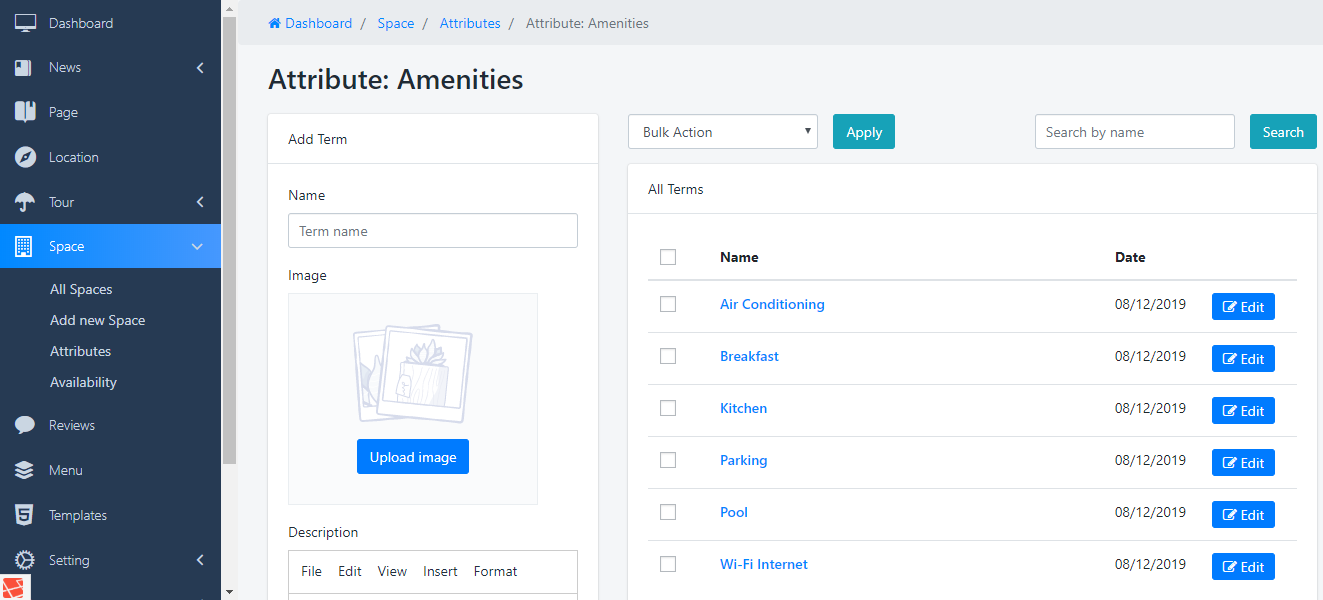 Dashboard
News
Page
Location
Tour
Space
All Spaces
Add new Space
Attributes
Availability
Reviews
Menu
Templates
Setting
Dashboard / Space / Attributes / Attribute: Amenities
Attribute: Amenities
Add Term
Name
Term name
Image
Upload image
Description
File Edit View Insert Format
Bulk Action Apply Search by name Search
All Terms
Name Date
Air Conditioning 08/12/2019 Edit
Breakfast 08/12/2019 Edit
Kitchen 08/12/2019 Edit
Parking 08/12/2019 Edit
Pool 08/12/2019 Edit
Wi-Fi Internet 08/12/2019 Edit